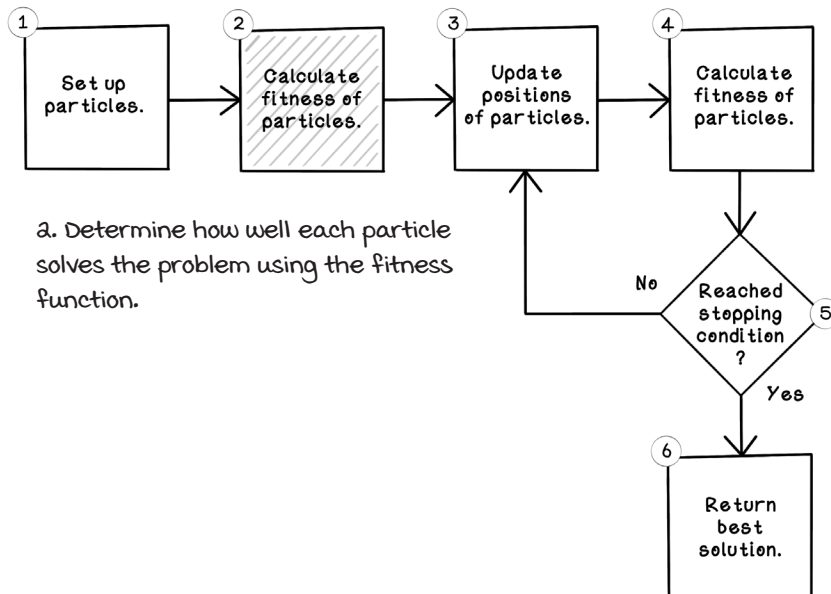 1
Set up
particles.
2
Calculate
fitness of
particles.
3
Update
positions
of particles.
4
Calculate
fitness of
particles.
2. Determine how well each particle
solves the problem using the fitness
function.
No
Reached
stopping
condition
?
5
Yes
6
Return
best
solution.